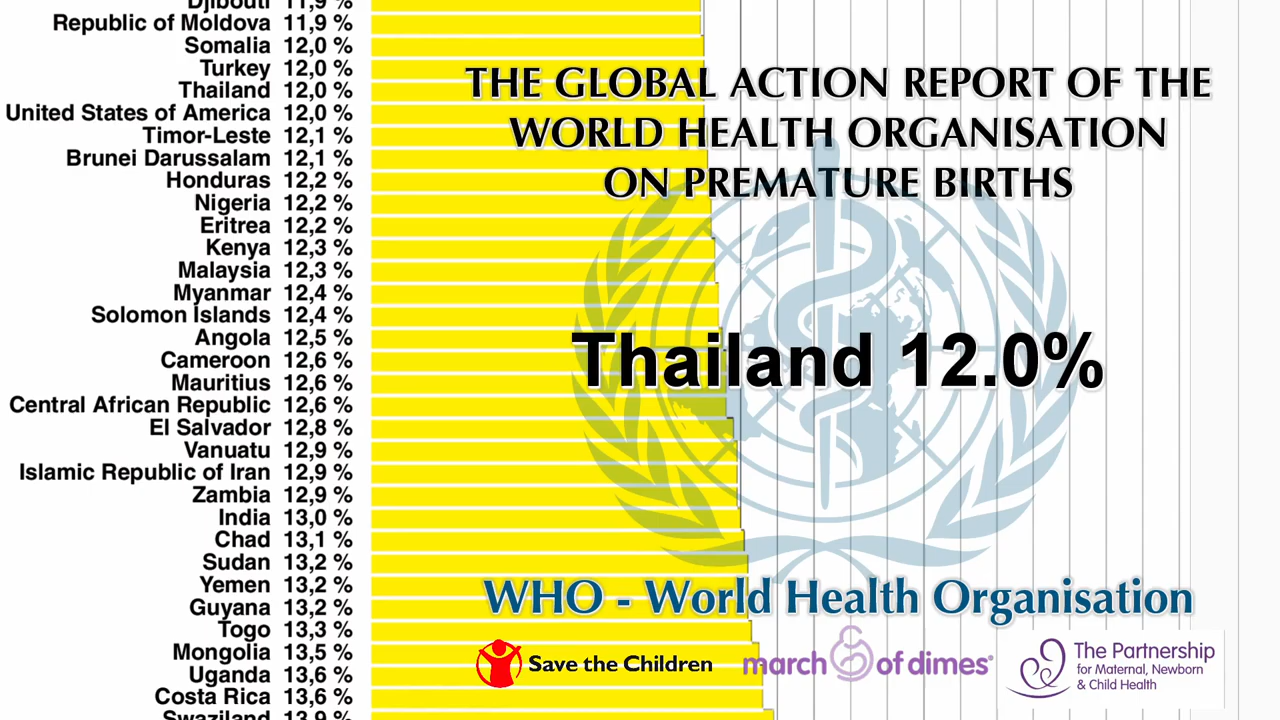 Djibouti 11,9 %
Republic of Moldova 11,9 %
Somalia 12,0 %
Turkey 12,0 %
Thailand 12,0 %
United States of America 12,0 %
Timor-Leste 12,1 %
Brunei Darussalam 12,1 %
Honduras 12,2 %
Nigeria 12,2 %
Eritrea 12,2 %
Kenya 12,3 %
Malaysia 12,3 %
Myanmar 12,4 %
Solomon Islands 12,4 %
Angola 12,5 %
Cameroon 12,6 %
Mauritius 12,6 %
Central African Republic 12,6 %
El Salvador 12,8 %
Vanuatu 12,9 %
Islamic Republic of Iran 12,9 %
Zambia 12,9 %
India 13,0 %
Chad 13,1 %
Sudan 13,2 %
Yemen 13,2 %
Guyana 13,2 %
Togo 13,3 %
Mongolia 13,5 %
Uganda 13,6 %
Costa Rica 13,6 %
Swaziland 13,9 %
THE GLOBAL ACTION REPORT OF THE
WORLD HEALTH ORGANISATION
ON PREMATURE BIRTHS
Thailand 12.0%
WHO - World Health Organisation
Save the Children
march of dimes®
The Partnership
for Maternal, Newborn
& Child Health